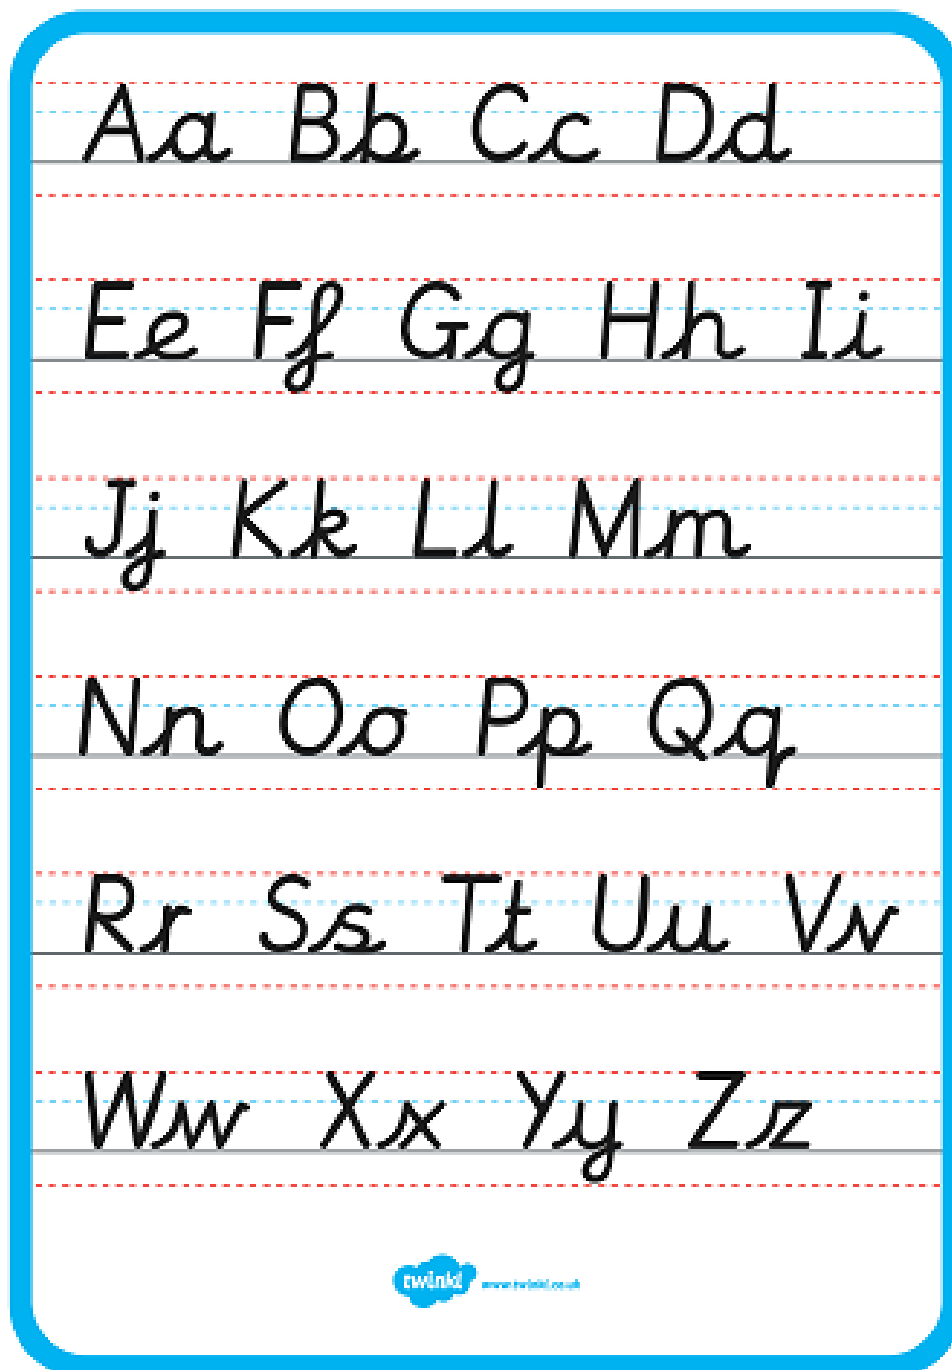 Aa Bb Cc Dd
Ee Ff Gg Hh Ii
Jj Kk Ll Mm
Nn Oo Pp Qq
Rr Ss Tt Uu Vv
Ww Xx Yy Zz
twinkl www.twinkl.co.uk